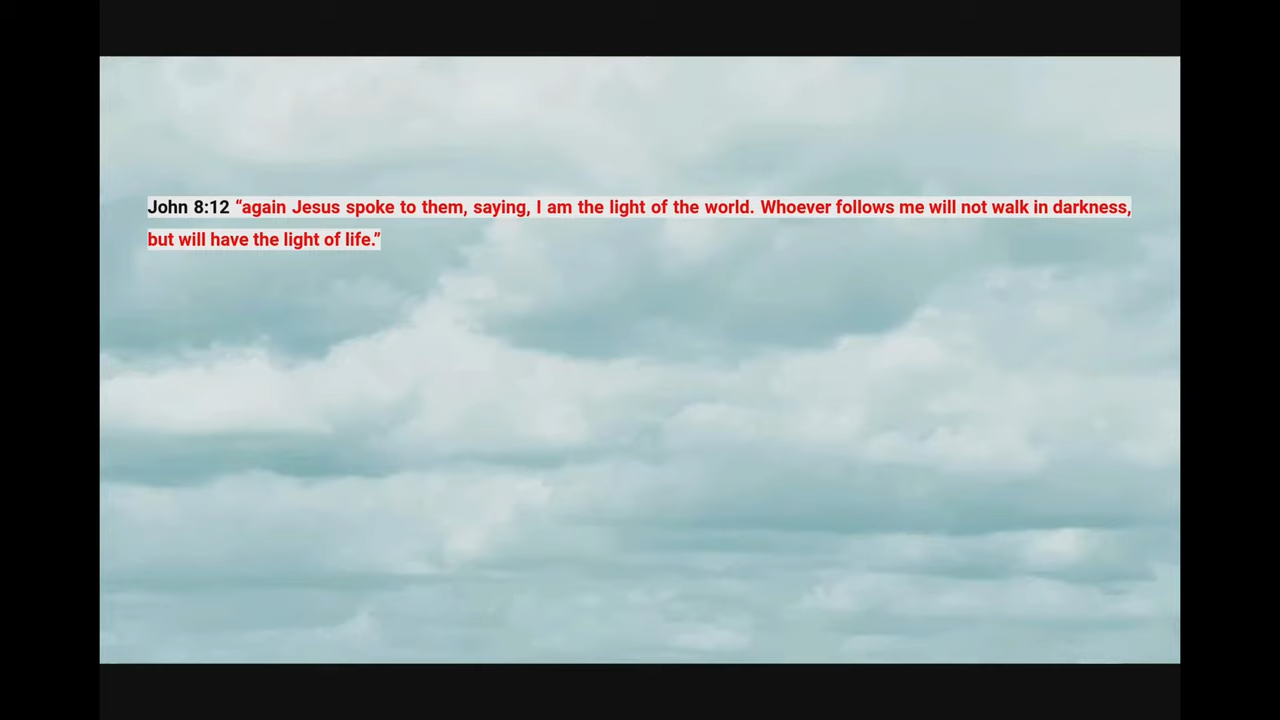 John 8:12 “again Jesus spoke to them, saying, I am the light of the world. Whoever follows me will not walk in darkness,
but will have the light of life.”